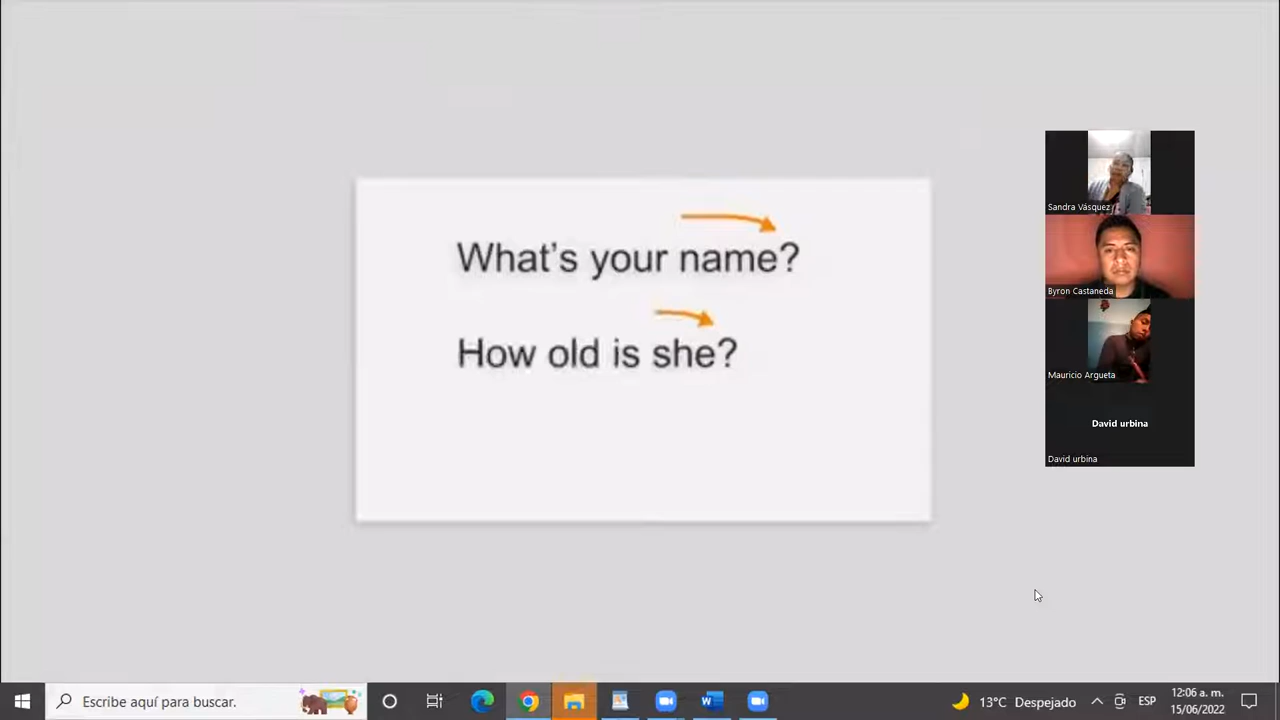 What's your name?
How old is she?
Sandra Vásquez
Byron Castaneda
Mauricio Argueta
David urbina
David urbina
Escribe aquí para buscar.
13°C Despejado
ESP
12:06 a. m.
15/06/2022